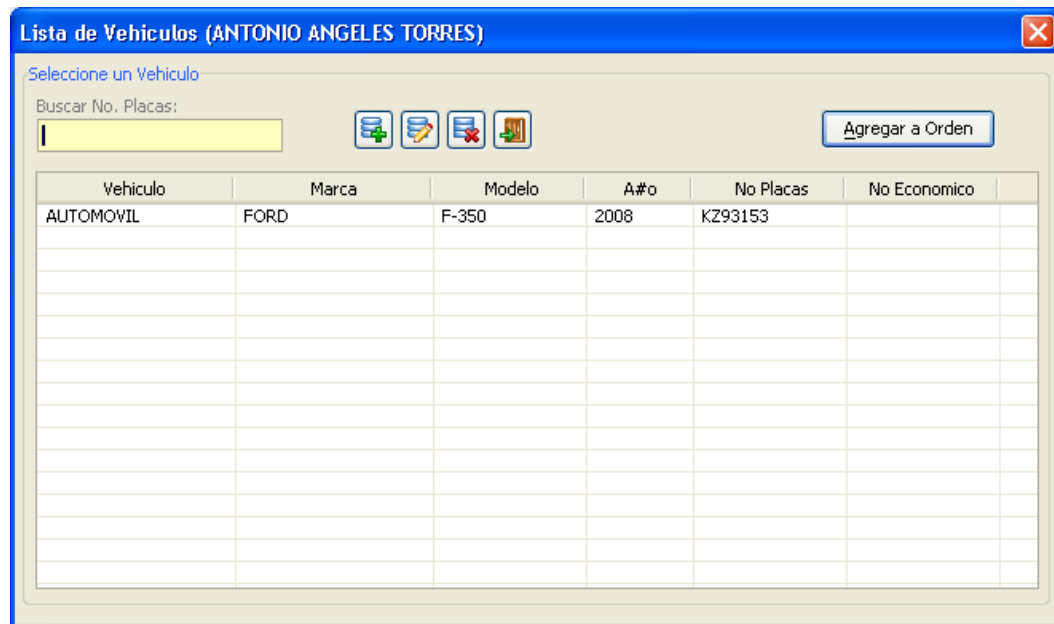 Lista de Vehiculos (ANTONIO ANGELES TORRES)
Seleccione un Vehiculo
Buscar No. Placas:
Agregar a Orden
Vehiculo Marca Modelo A#o No Placas No Economico
AUTOMOVIL FORD F-350 2008 KZ93153